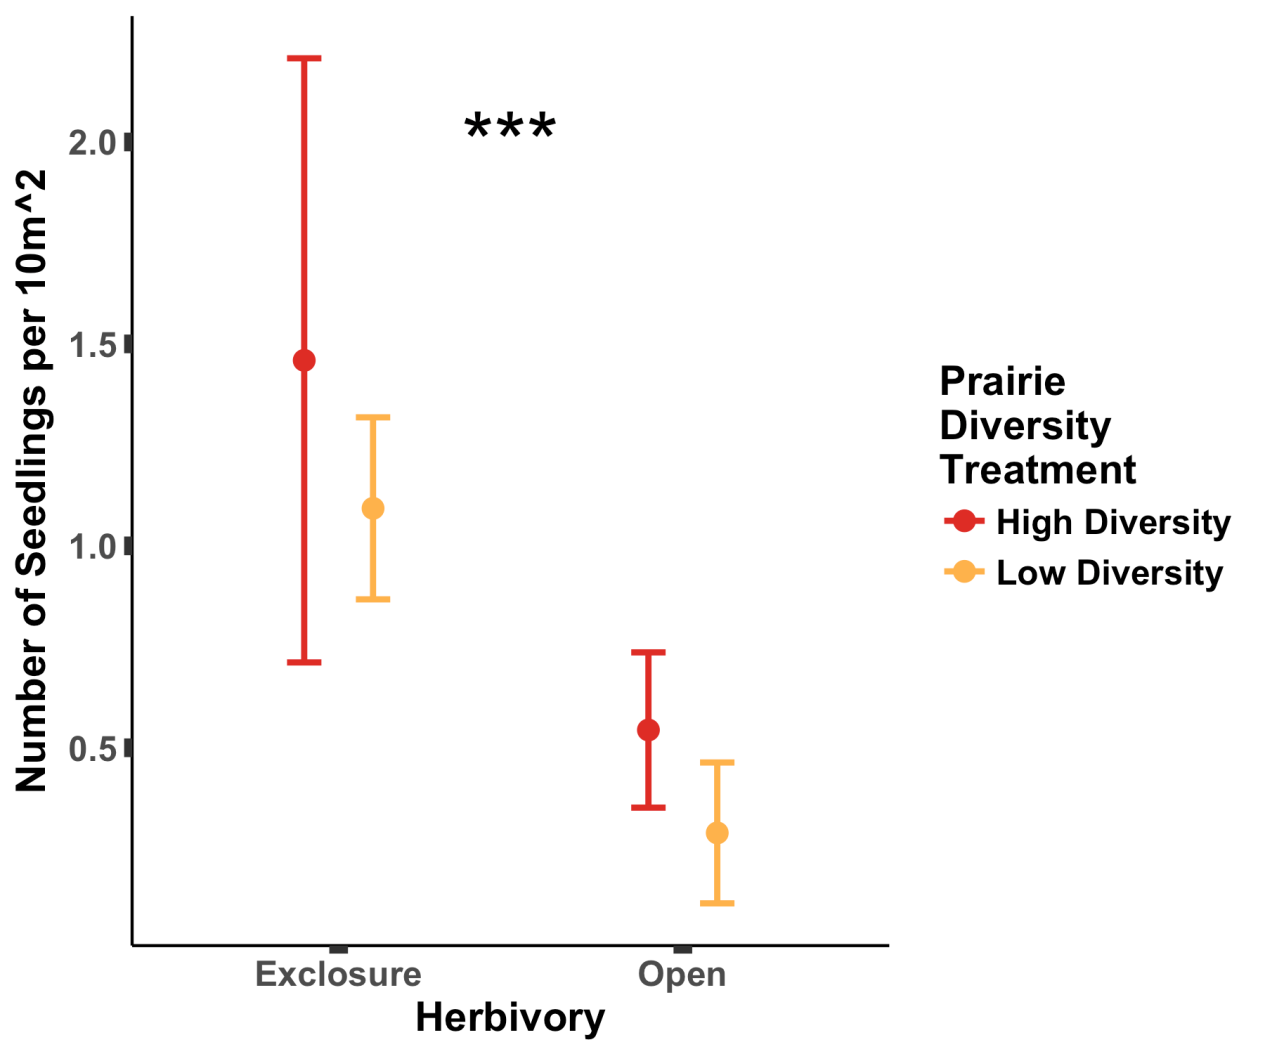 Number of Seedlings per 10m^2
2.0
1.5
1.0
0.5
***
Exclosure
Open
Herbivory
Prairie
Diversity
Treatment
High Diversity
Low Diversity